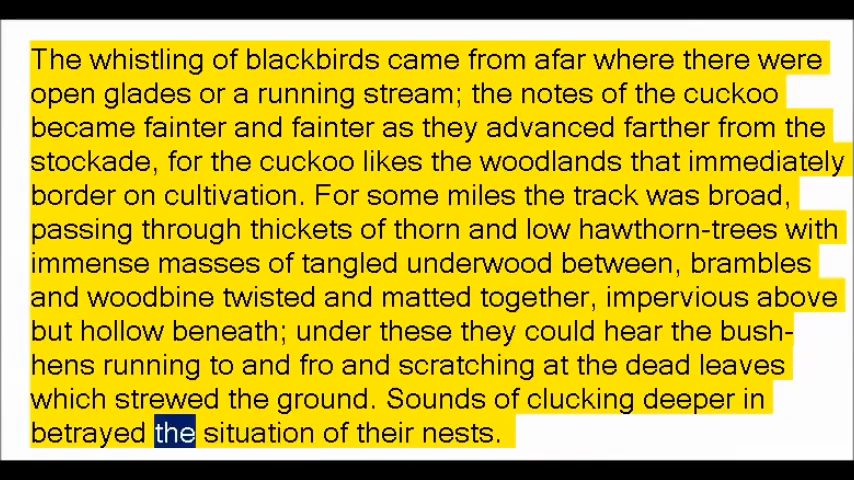 The whistling of blackbirds came from afar where there were
open glades or a running stream; the notes of the cuckoo
became fainter and fainter as they advanced farther from the
stockade, for the cuckoo likes the woodlands that immediately
border on cultivation. For some miles the track was broad,
passing through thickets of thorn and low hawthorn-trees with
immense masses of tangled underwood between, brambles
and woodbine twisted and matted together, impervious above
but hollow beneath; under these they could hear the bush-
hens running to and fro and scratching at the dead leaves
which strewed the ground. Sounds of clucking deeper in
betrayed the situation of their nests.